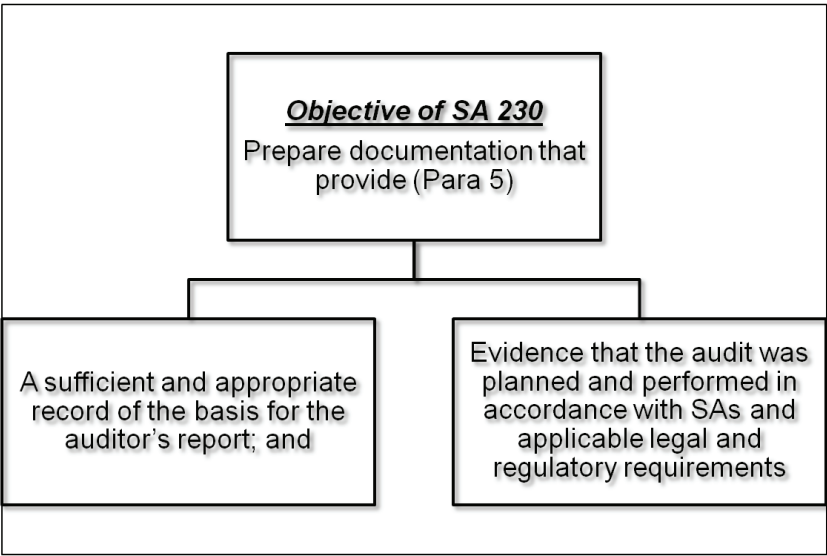 Objective of SA 230
Prepare documentation that
provide (Para 5)
A sufficient and appropriate
record of the basis for the
auditor's report; and
Evidence that the audit was
planned and performed in
accordance with SAs and
applicable legal and
regulatory requirements